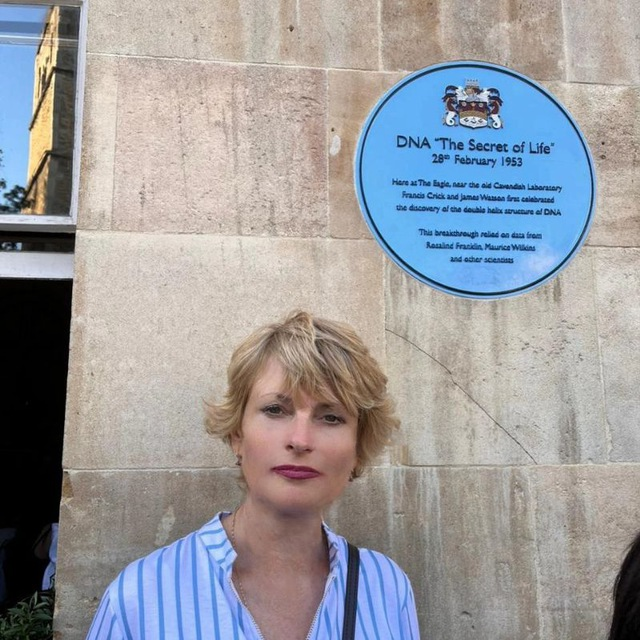 DNA "The Secret of Life"
28th February 1953
Here at The Eagle, near the old Cavendish Laboratory
Francis Crick and James Watson first celebrated
the discovery of the double helix structure of DNA
This breakthrough relied on data from
Rosalind Franklin, Maurice Wilkins
and other scientists